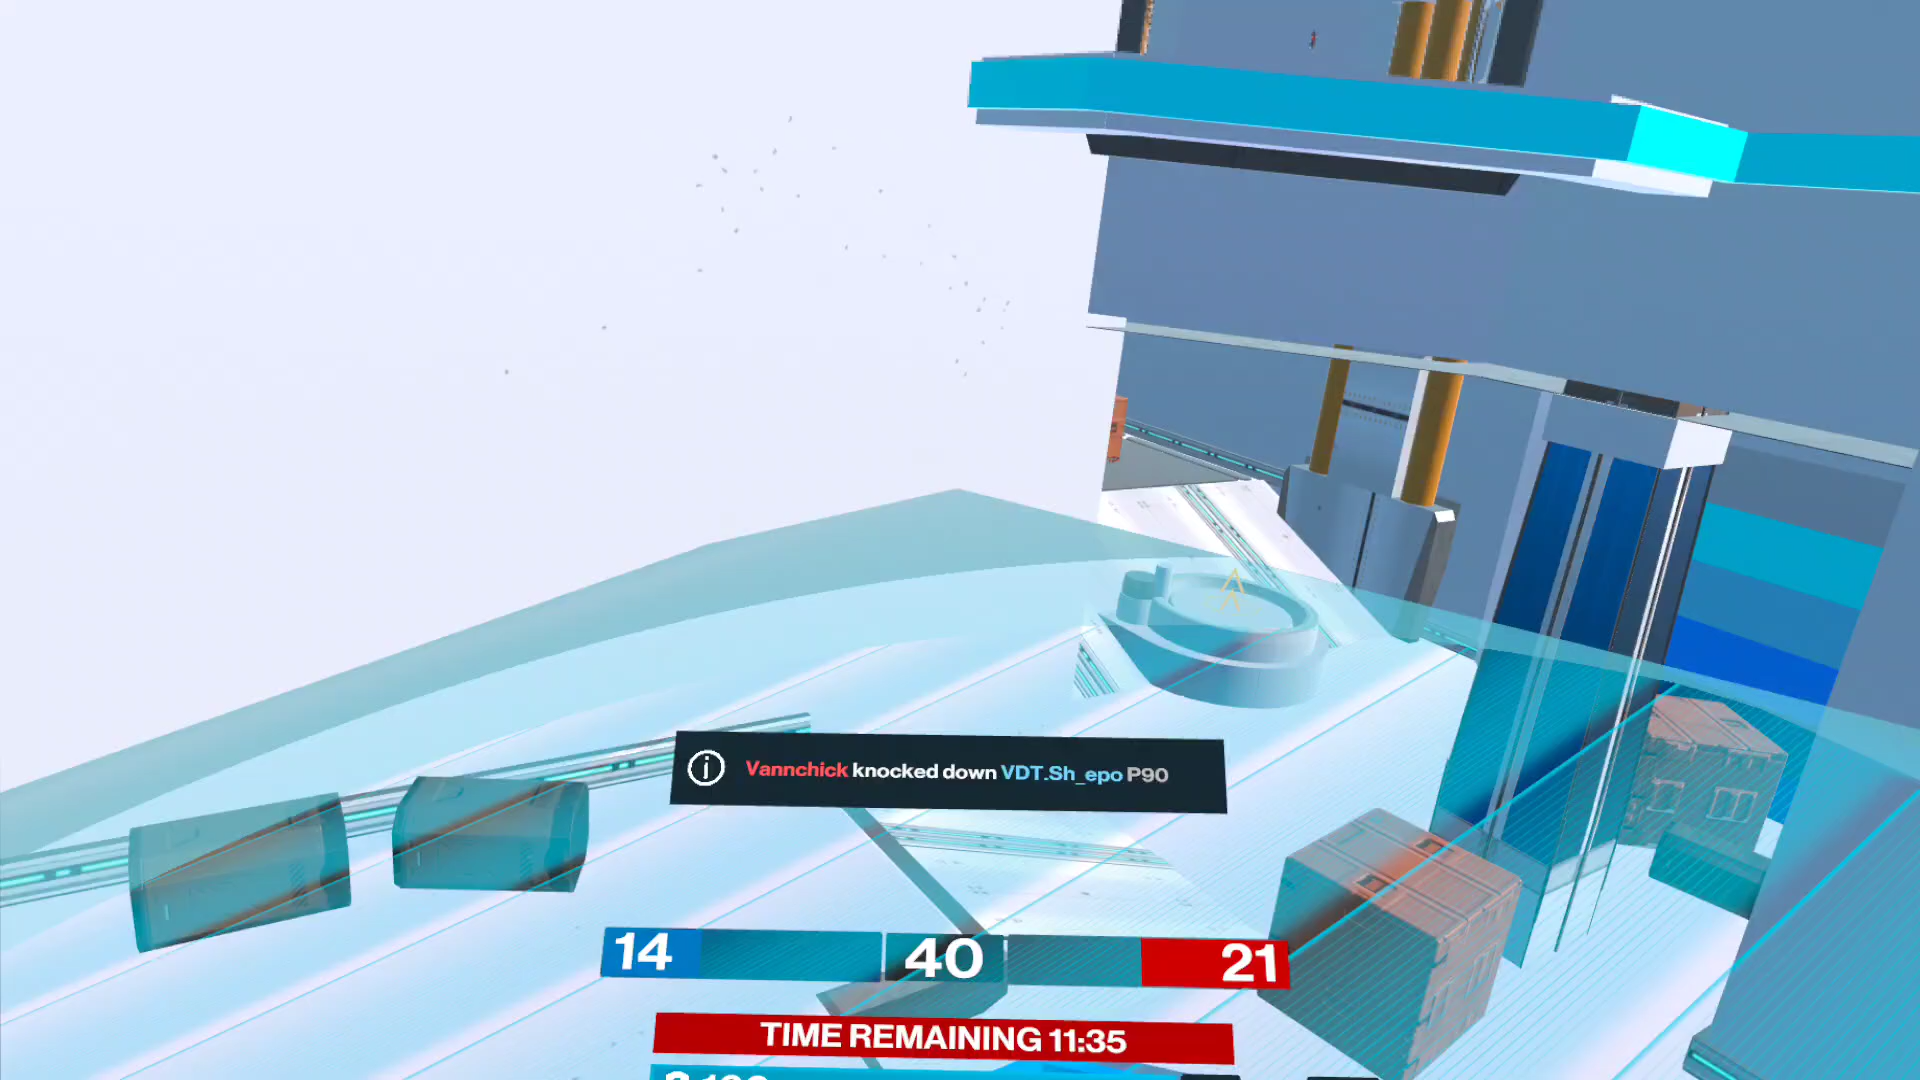 Vannchick knocked down VDT.Sh_epo P90
14 40 21
TIME REMAINING 11:35